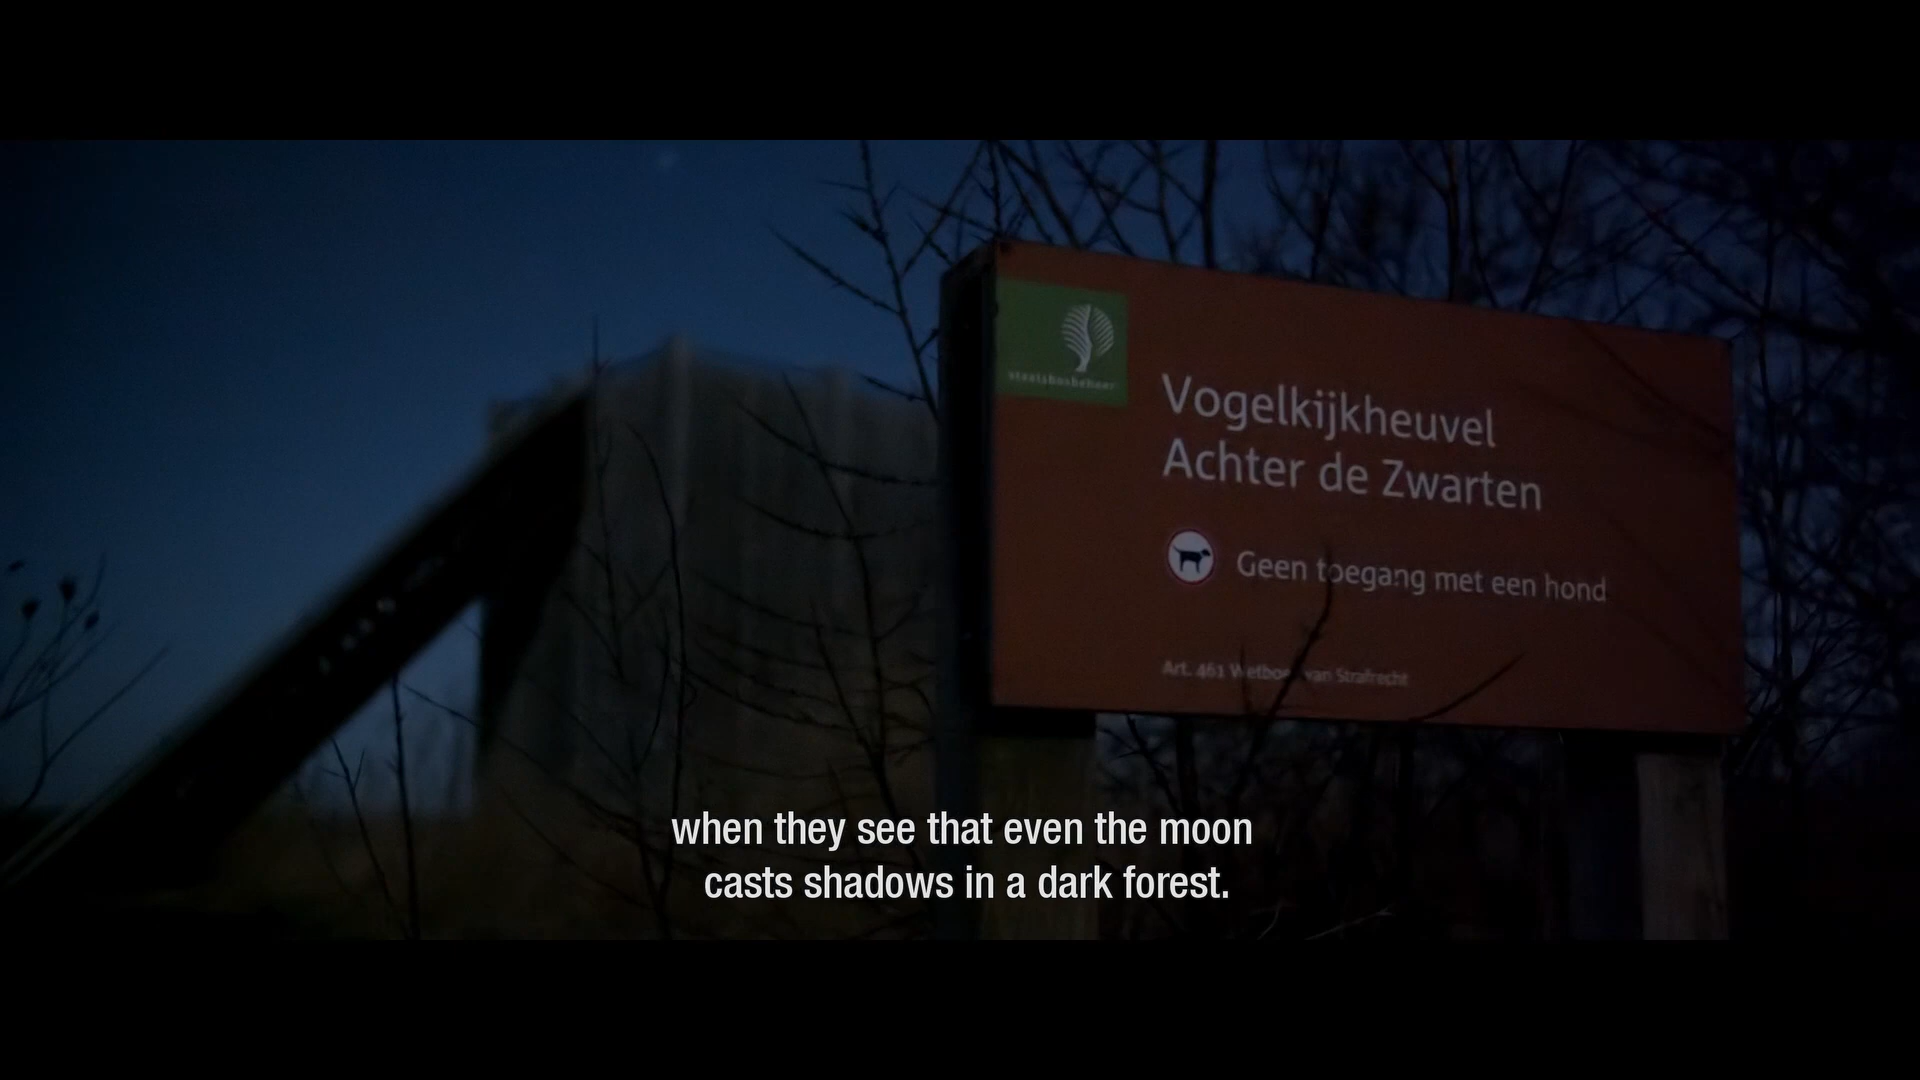 staatsbosbeheer
Vogelkijkheuvel
Achter de Zwarten
Geen toegang met een hond
Art. 461 Wetboek van Strafrecht
when they see that even the moon
casts shadows in a dark forest.